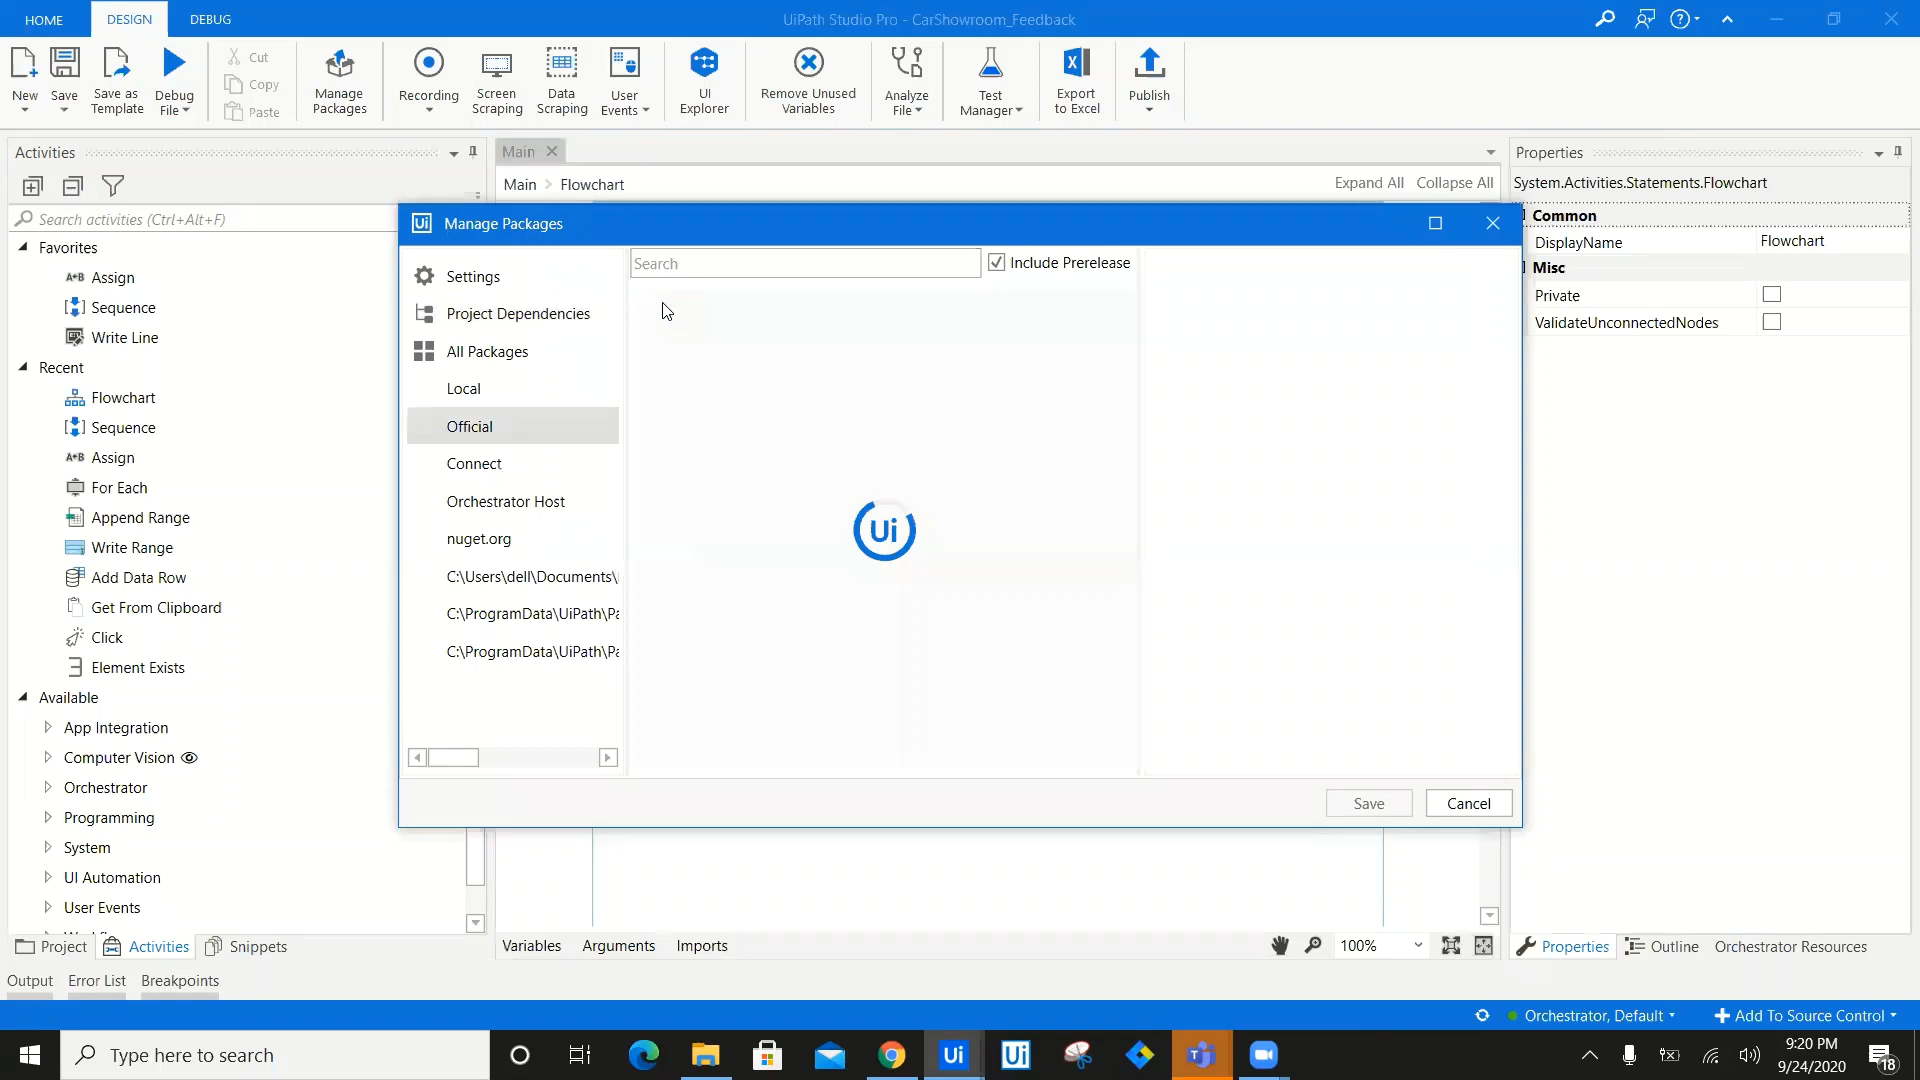 HOME
DESIGN
DEBUG
UiPath Studio Pro - CarShowroom_Feedback
New
Save
Save as
Template
Debug
File
Cut
Copy
Paste
Manage
Packages
Recording
Screen
Scraping
Data
Scraping
User
Events
UI
Explorer
Remove Unused
Variables
Analyze
File
Test
Manager
Export
to Excel
Publish
Activities
Main
Properties
Main > Flowchart
Expand All Collapse All
System.Activities.Statements.Flowchart
Search activities (Ctrl+Alt+F)
Favorites
Assign
Sequence
Write Line
Recent
Flowchart
Sequence
Assign
For Each
Append Range
Write Range
Add Data Row
Get From Clipboard
Click
Element Exists
Available
App Integration
Computer Vision
Orchestrator
Programming
System
UI Automation
User Events
Ui Manage Packages
Settings
Project Dependencies
All Packages
Local
Official
Connect
Orchestrator Host
nuget.org
C:\Users\dell\Documents\
C:\ProgramData\UiPath\Pa
C:\ProgramData\UiPath\Pa
Search
Include Prerelease
Ui
Save
Cancel
Common
DisplayName Flowchart
Misc
Private
ValidateUnconnectedNodes
Project
Activities
Snippets
Variables
Arguments
Imports
100%
Properties
Outline
Orchestrator Resources
Output
Error List
Breakpoints
Orchestrator, Default
Add To Source Control
Type here to search
Ui
Ui
9:20 PM
9/24/2020
18